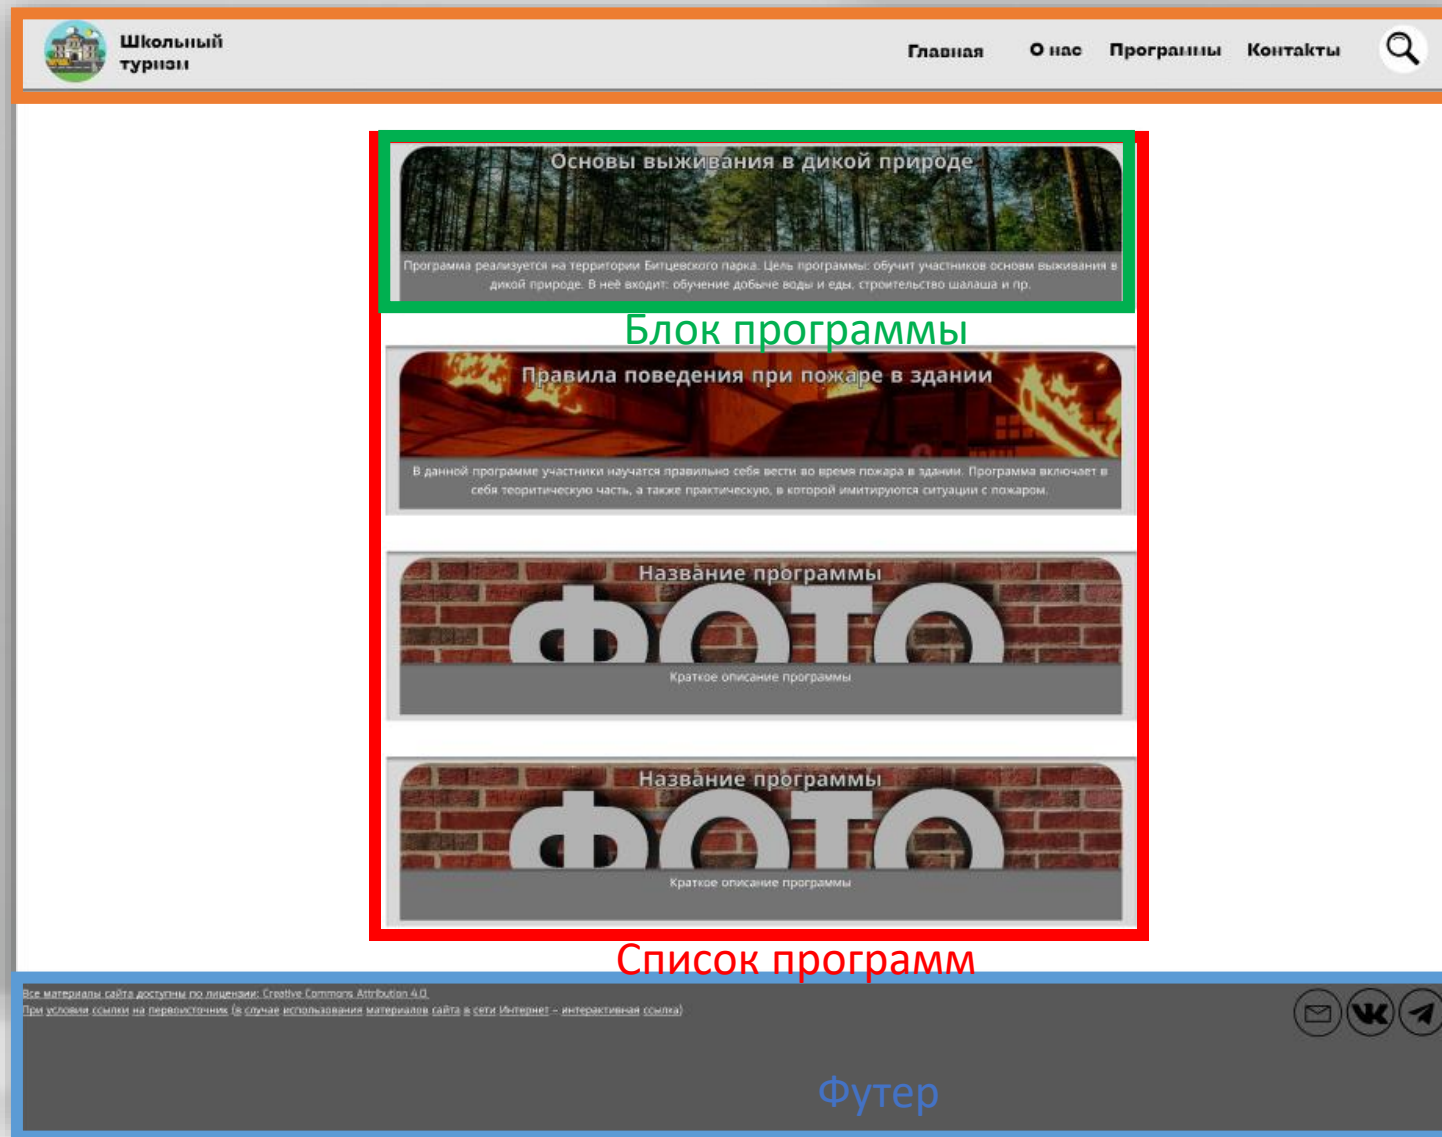 Школьный
туризм
Главная
О нас
Программы
Контакты
Основы выживания в дикой природе
Программа реализуется на территории Битцевского парка. Цель программы: обучит участников основм выживания в
дикой природе. В неё входит: обучение добыче воды и еды, строительство шалаша и пр.
Блок программы
Правила поведения при пожаре в здании
В данной программе участники научатся правильно себя вести во время пожара в здании. Программа включает в
себя теоритическую часть, а также практическую, в которой имитируются ситуации с пожаром.
Название программы
ФОТО
Краткое описание программы
Название программы
ФОТО
Краткое описание программы
Список программ
Все материалы сайта доступны по лицензии: Creative Commons Attribution 4.0.
При условии ссылки на первоисточник (в случае использования материалов сайта в сети Интернет – интерактивная ссылка)
Футер